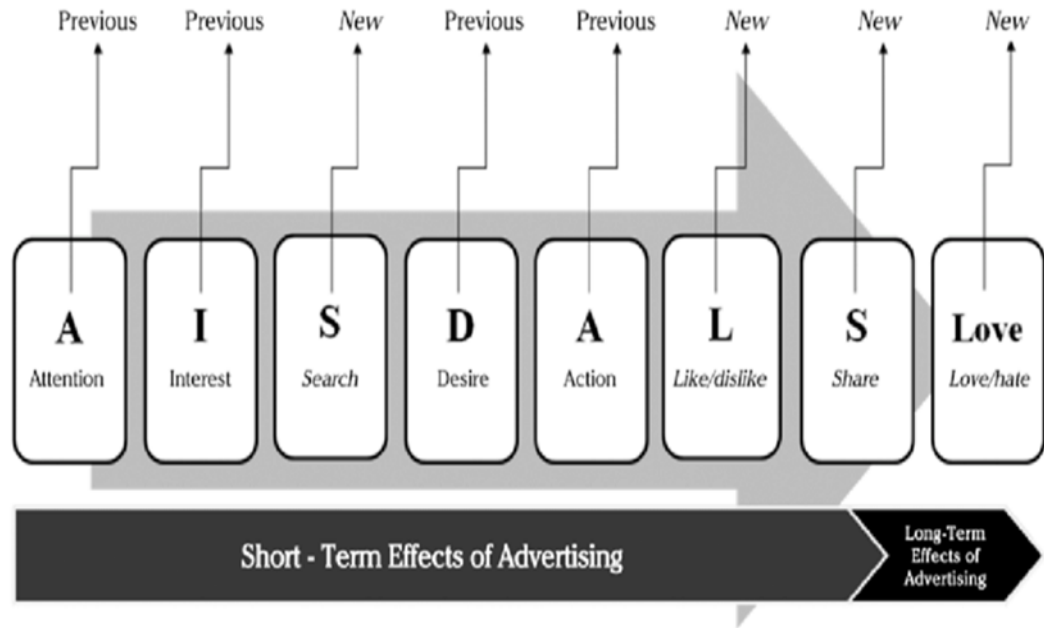 Previous Previous New Previous Previous New New New
A I S D A L S Love
Attention Interest Search Desire Action Like/dislike Share Love/hate
Short - Term Effects of Advertising
Long-Term
Effects of
Advertising